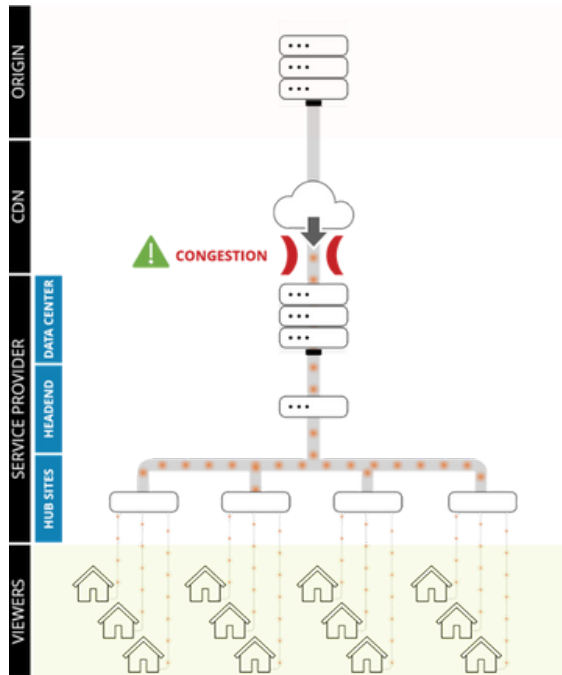 ORIGIN
CDN
CONGESTION
SERVICE PROVIDER
DATA CENTER
HEADEND
HUB SITES
VIEWERS